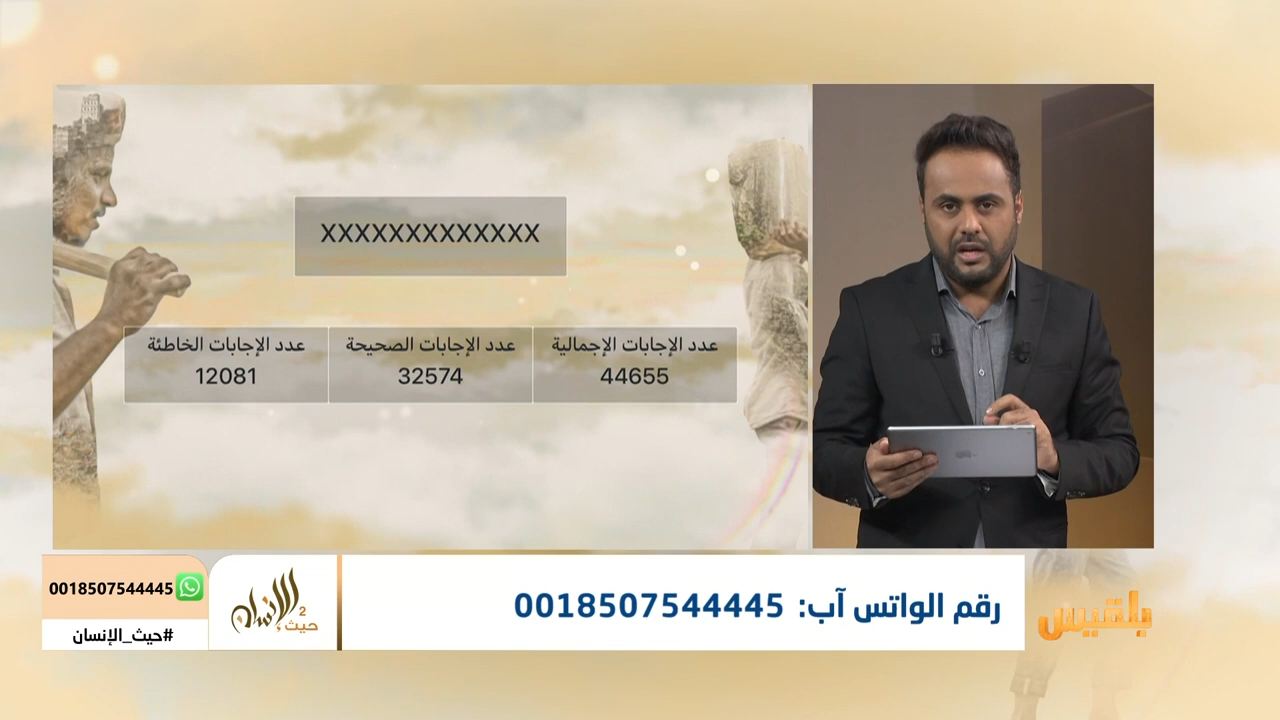 XXXXXXXXXXXXX
عدد الإجابات الإجمالية
44655
عدد الإجابات الصحيحة
32574
عدد الإجابات الخاطئة
12081
رقم الواتس آب: 0018507544445
حيث الإنسان 2
0018507544445
#حيث_الإنسان
بلقيس